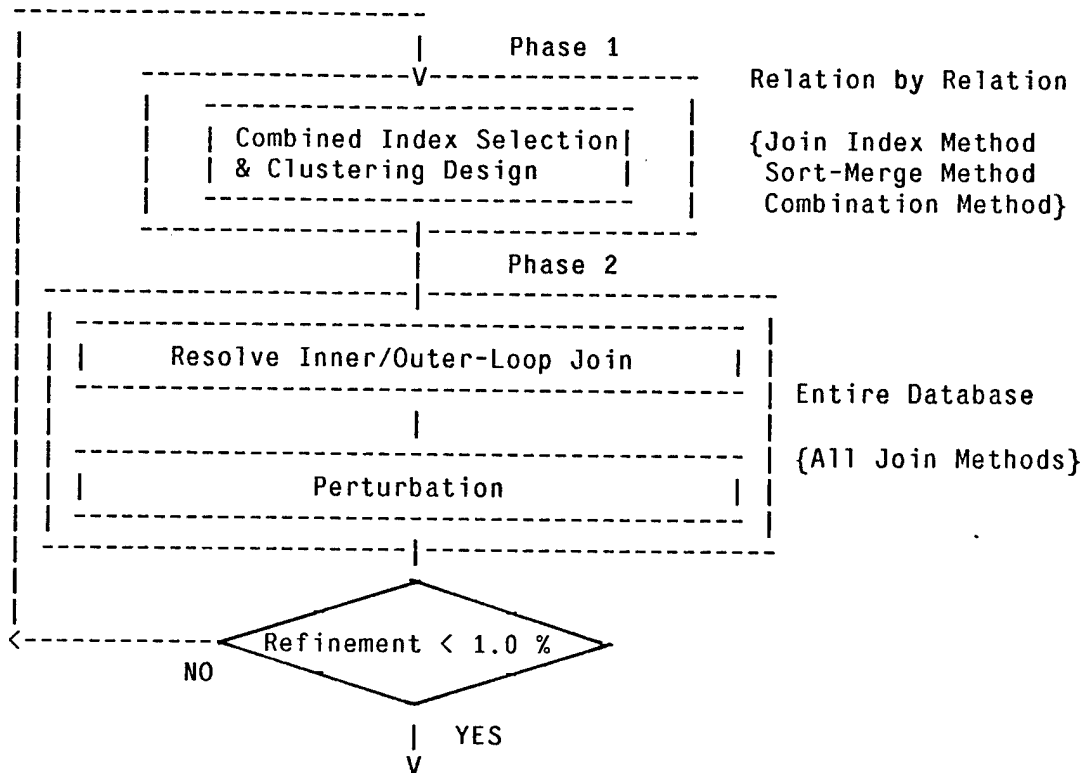 Phase 1
Relation by Relation
Combined Index Selection
& Clustering Design
{Join Index Method
Sort-Merge Method
Combination Method}
Phase 2
Resolve Inner/Outer-Loop Join
Entire Database
{All Join Methods}
Perturbation
Refinement < 1.0 %
NO
YES